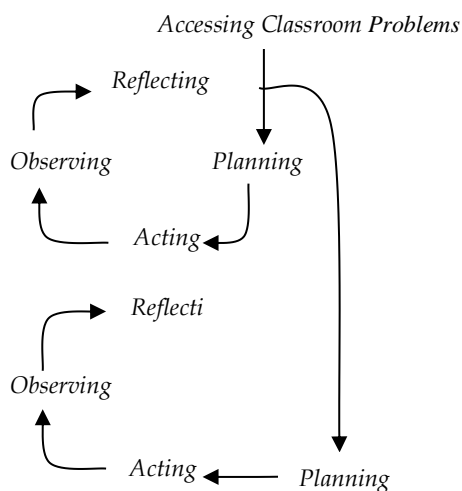 Accessing Classroom Problems
Reflecting
Observing
Planning
Acting
Reflecti
Observing
Acting
Planning